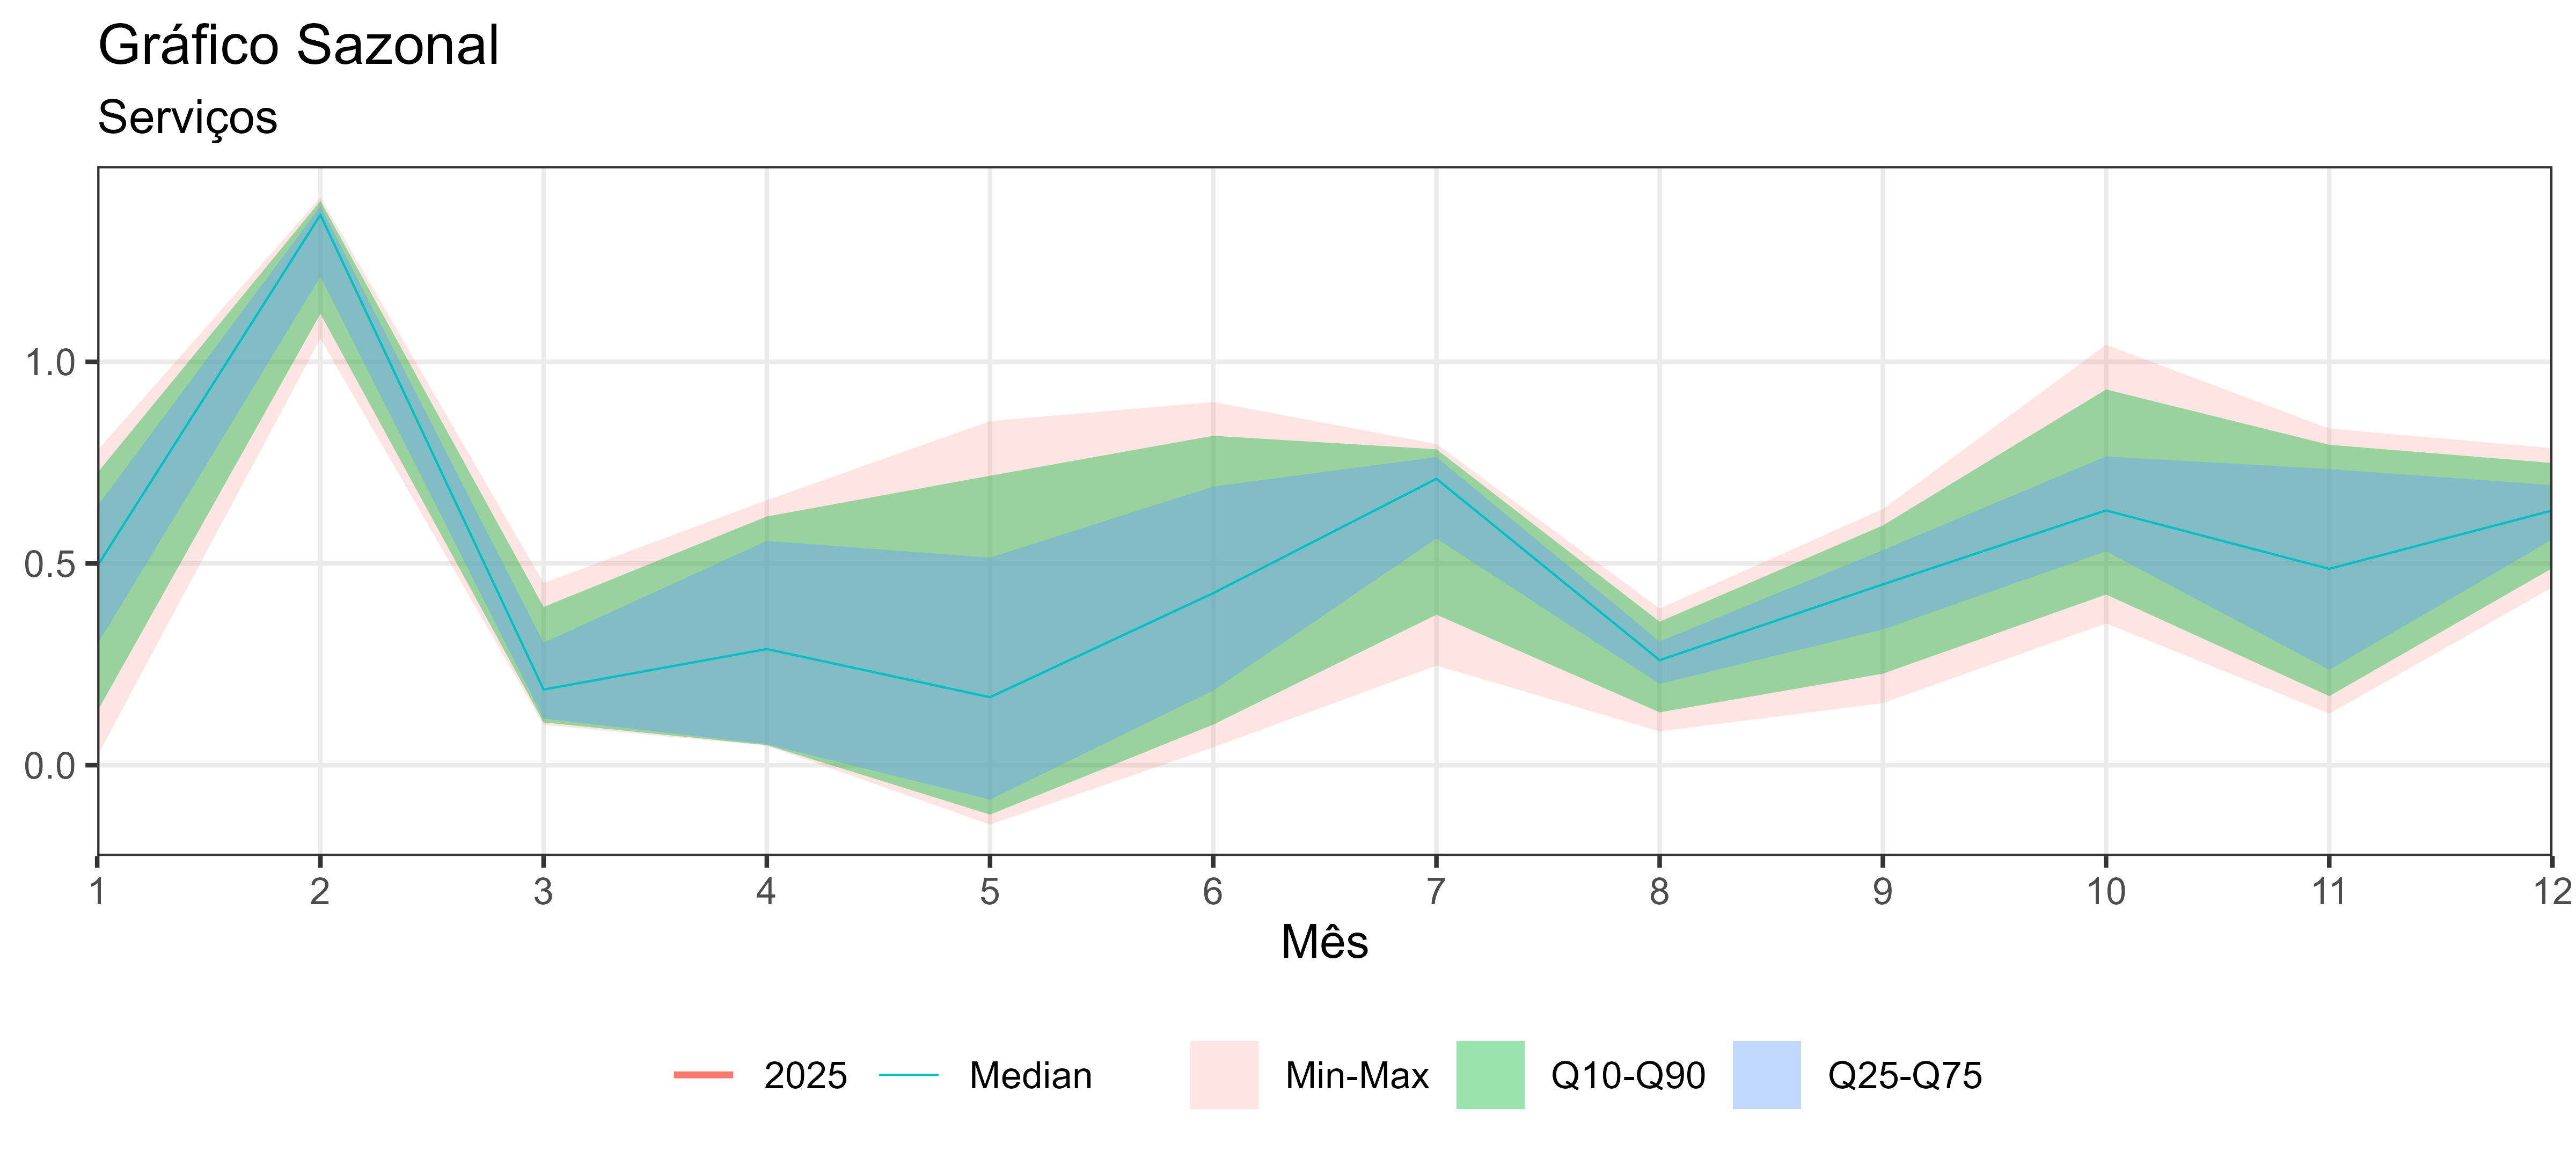 Gráfico Sazonal
Serviços
1.0
0.5
0.0
1 2 3 4 5 6 7 8 9 10 11 12
Mês
2025 Median Min-Max Q10-Q90 Q25-Q75